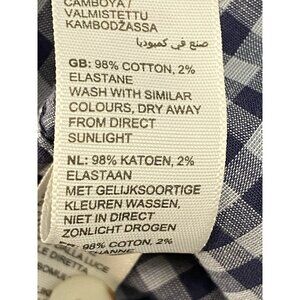 CAMBOYA /
VALMISTETTU
KAMBODŽASSA
صنع في كمبوديا
GB: 98% COTTON, 2%
ELASTANE
WASH WITH SIMILAR
COLOURS, DRY AWAY
FROM DIRECT
SUNLIGHT
NL: 98% KATOEN, 2%
ELASTAAN
MET GELIJKSOORTIGE
KLEUREN WASSEN,
NIET IN DIRECT
ZONLICHT DROGEN
98% COTON, 2%
DIRETTA